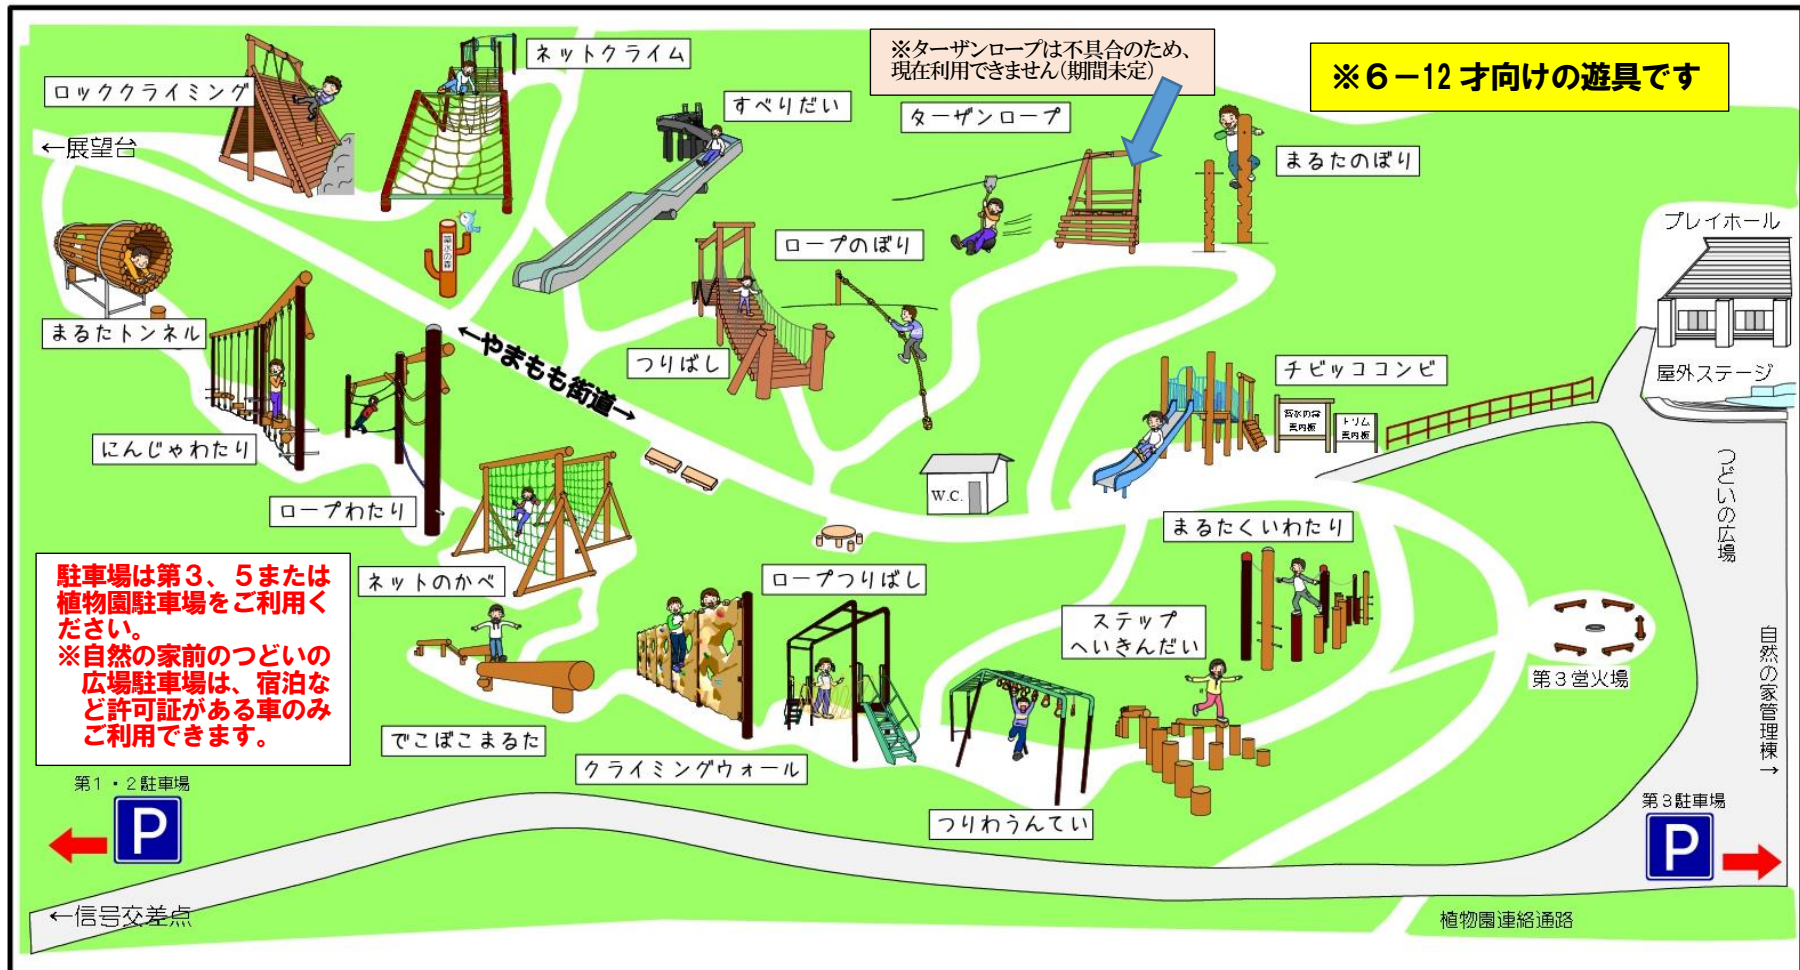 ネットクライム
※ターザンロープは不具合のため、
現在利用できません(期間未定)
※6-12才向けの遊具です
ロッククライミング
すべりだい
ターザンロープ
←展望台
まるたのぼり
プレイホール
ロープのぼり
まるたトンネル
←やまもも街道→
つりばし
チビッココンビ
屋外ステージ
トリム
案内板
にんじゃわたり
つどいの広場
W.C.
ロープわたり
まるたくいわたり
駐車場は第3、5または
植物園駐車場をご利用く
ださい。
※自然の家前のつどいの
広場駐車場は、宿泊な
ど許可証がある車のみ
ご利用できます。
ネットのかべ
ロープつりばし
ステップ
へいきんだい
自然の家管理棟→
第3営火場
でこぼこまるた
クライミングウォール
つりわうんてい
第1・2駐車場
P
第3駐車場
P
←信号交差点
植物園連絡通路